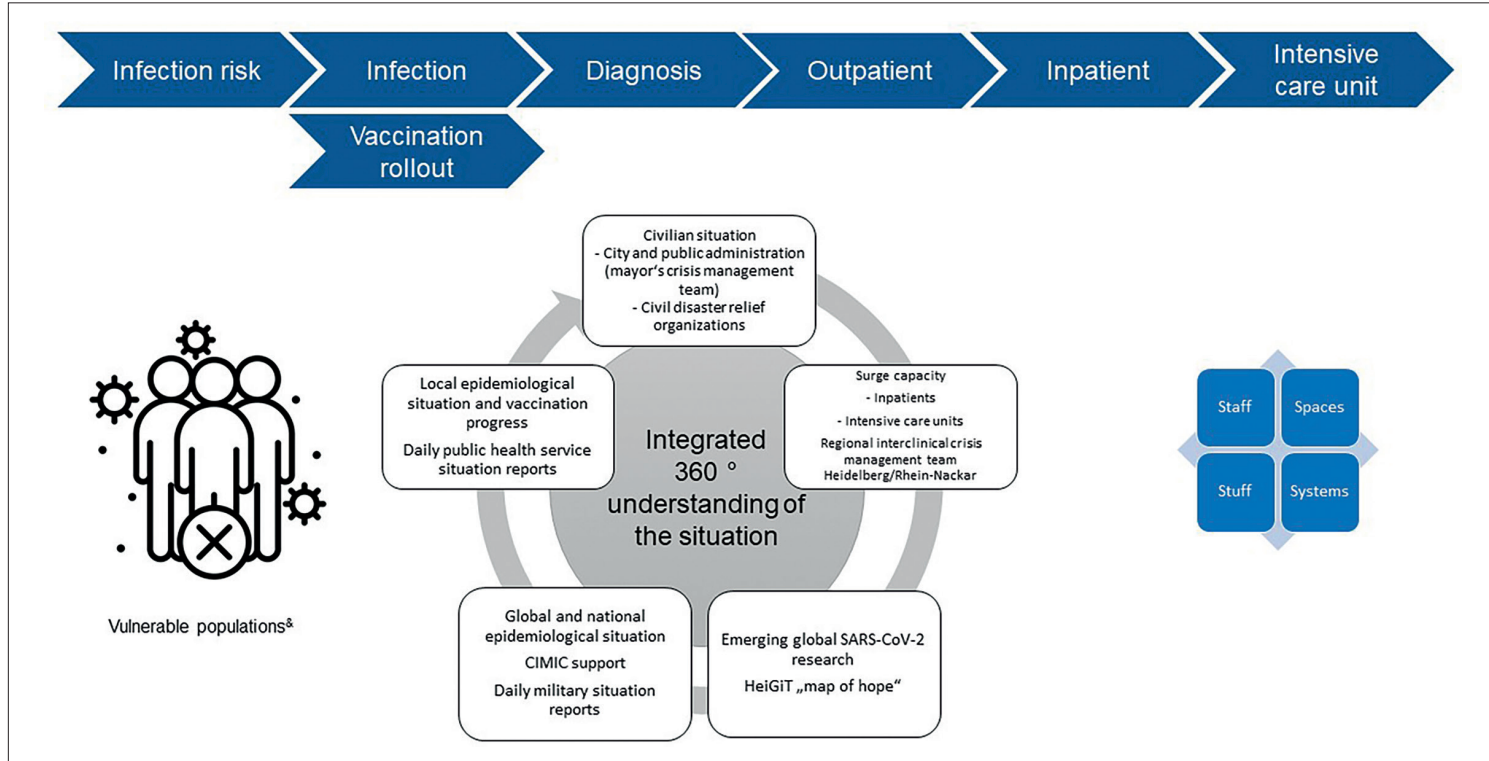 Infection risk
Infection
Diagnosis
Outpatient
Inpatient
Intensive
care unit
Vaccination
rollout
Civilian situation
- City and public administration
(mayor‘s crisis management
team)
- Civil disaster relief
organizations
Local epidemiological
situation and vaccination
progress
Daily public health service
situation reports
Surge capacity
- Inpatients
- Intensive care units
Regional interclinical crisis
management team
Heidelberg/Rhein-Nackar
Integrated
360 °
understanding of
the situation
Global and national
epidemiological situation
CIMIC support
Daily military situation
reports
Emerging global SARS-CoV-2
research
HeiGiT „map of hope“
Vulnerable populations&
Staff
Spaces
Stuff
Systems